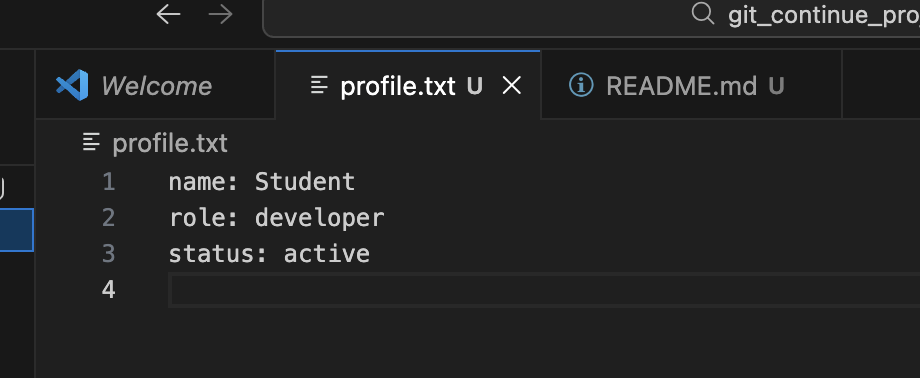 git_continue_pro
Welcome
profile.txt U
README.md U
profile.txt
1 name: Student
2 role: developer
3 status: active
4